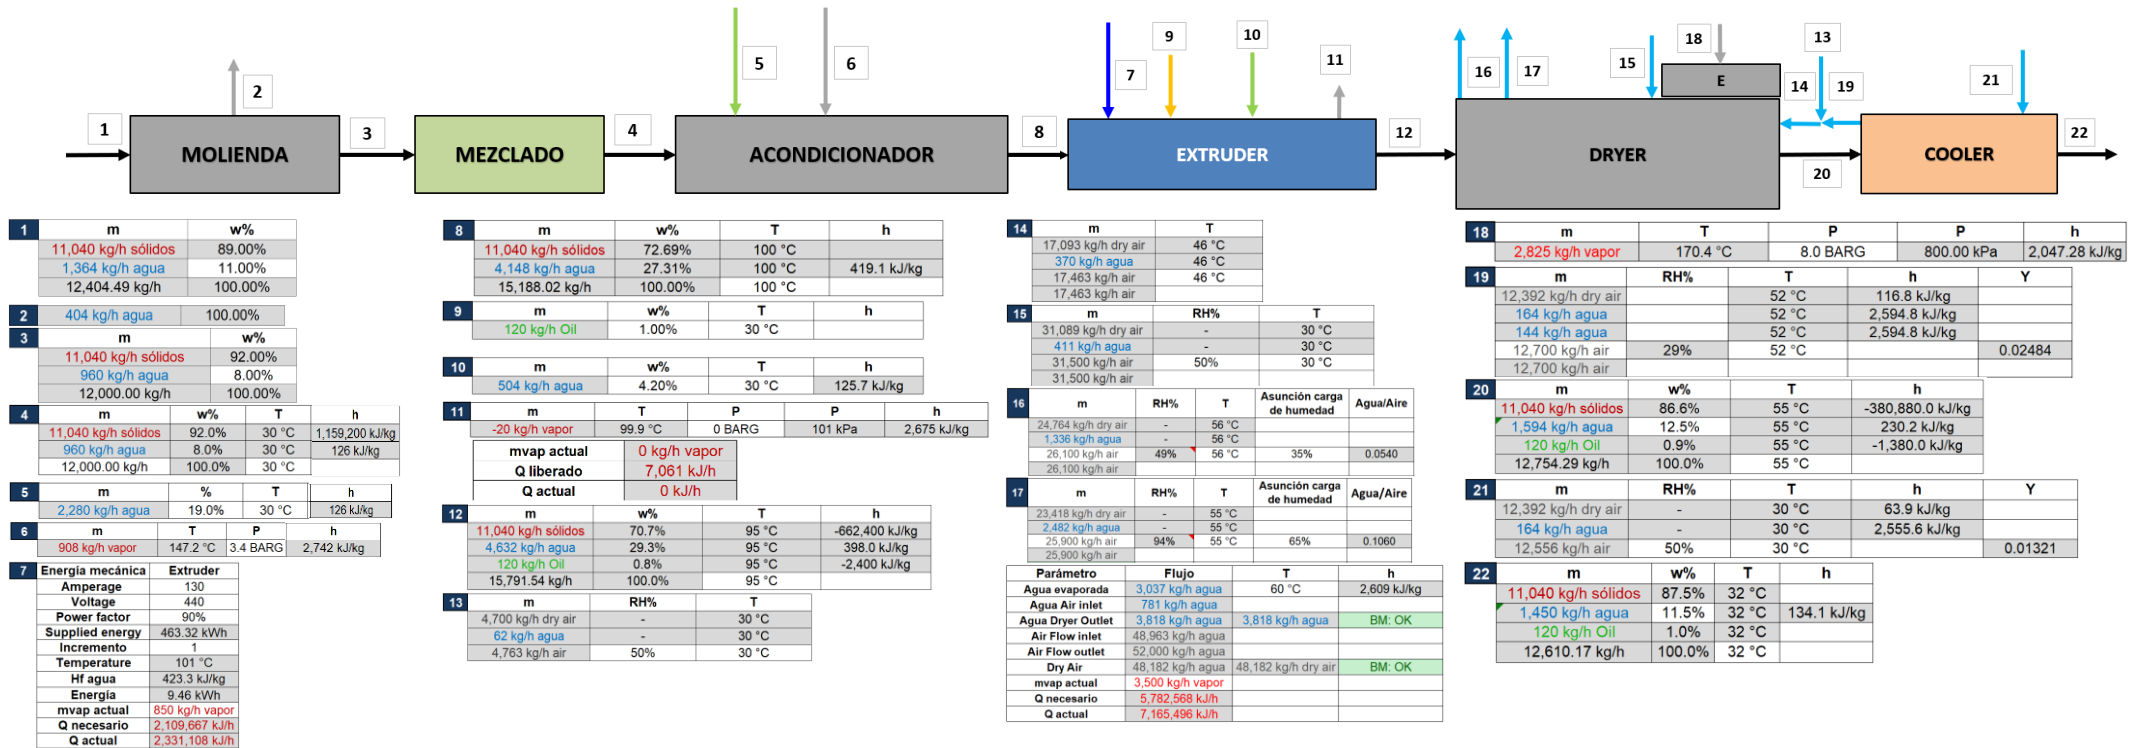 1
2
3
4
5
6
7
8
9
10
11
12
16
17
15
18
E
14
13
19
20
21
22
MOLIENDA
MEZCLADO
ACONDICIONADOR
EXTRUDER
DRYER
COOLER
1 m w%
11,040 kg/h sólidos 89.00%
1,364 kg/h agua 11.00%
12,404.49 kg/h 100.00%
2 404 kg/h agua 100.00%
3 m w%
11,040 kg/h sólidos 92.00%
960 kg/h agua 8.00%
12,000.00 kg/h 100.00%
4 m w% T h
11,040 kg/h sólidos 92.0% 30 °C 1,159,200 kJ/kg
960 kg/h agua 8.0% 30 °C 126 kJ/kg
12,000.00 kg/h 100.0% 30 °C
5 m % T h
2,280 kg/h agua 19.0% 30 °C 126 kJ/kg
6 m T P h
908 kg/h vapor 147.2 °C 3.4 BARG 2,742 kJ/kg
7 Energía mecánica Extruder
Amperage 130
Voltage 440
Power factor 90%
Supplied energy 463.32 kWh
Incremento 1
Temperature 101 °C
Hf agua 423.3 kJ/kg
Energía 9.46 kWh
mvap actual 850 kg/h vapor
Q necesario 2,109,667 kJ/h
Q actual 2,331,108 kJ/h
8 m w% T h
11,040 kg/h sólidos 72.69% 100 °C
4,148 kg/h agua 27.31% 100 °C 419.1 kJ/kg
15,188.02 kg/h 100.00% 100 °C
9 m w% T
120 kg/h Oil 1.00% 30 °C
10 m w% T h
504 kg/h agua 4.20% 30 °C 125.7 kJ/kg
11 m T P P h
-20 kg/h vapor 99.9 °C 0 BARG 101 kPa 2,675 kJ/kg
mvap actual 0 kg/h vapor
Q liberado 7,061 kJ/h
Q actual 0 kJ/h
12 m w% T h
11,040 kg/h sólidos 70.7% 95 °C -662,400 kJ/kg
4,632 kg/h agua 29.3% 95 °C 398.0 kJ/kg
120 kg/h Oil 0.8% 95 °C -2,400 kJ/kg
15,791.54 kg/h 100.0% 95 °C
13 m RH% T
4,700 kg/h dry air - 30 °C
62 kg/h agua - 30 °C
4,763 kg/h air 50% 30 °C
14 m T
17,093 kg/h dry air 46 °C
370 kg/h agua 46 °C
17,463 kg/h air 46 °C
17,463 kg/h air
15 m RH% T
31,089 kg/h dry air - 30 °C
411 kg/h agua - 30 °C
31,500 kg/h air 50% 30 °C
31,500 kg/h air
16 m RH% T Asunción carga de humedad Agua/Aire
24,764 kg/h dry air - 56 °C
1,336 kg/h agua - 56 °C
26,100 kg/h air 49% 56 °C 35% 0.0540
26,100 kg/h air
17 m RH% T Asunción carga de humedad Agua/Aire
23,418 kg/h dry air - 55 °C
2,482 kg/h agua - 55 °C
25,900 kg/h air 94% 55 °C 65% 0.1060
25,900 kg/h air
Parámetro Flujo T h
Agua evaporada 3,037 kg/h agua 60 °C 2,609 kJ/kg
Agua Air inlet 781 kg/h agua
Agua Dryer Outlet 3,818 kg/h agua 3,818 kg/h agua BM: OK
Air Flow inlet 48,963 kg/h agua
Air Flow outlet 52,000 kg/h agua
Dry Air 48,182 kg/h agua 48,182 kg/h dry air BM: OK
mvap actual 3,500 kg/h vapor
Q necesario 5,782,568 kJ/h
Q actual 7,165,496 kJ/h
18 m T P P h
2,825 kg/h vapor 170.4 °C 8.0 BARG 800.00 kPa 2,047.28 kJ/kg
19 m RH% T h Y
12,392 kg/h dry air 52 °C 116.8 kJ/kg
164 kg/h agua 52 °C 2,594.8 kJ/kg
144 kg/h agua 52 °C 2,594.8 kJ/kg
12,700 kg/h air 29% 52 °C 0.02484
12,700 kg/h air
20 m w% T h
11,040 kg/h sólidos 86.6% 55 °C -380,880.0 kJ/kg
1,594 kg/h agua 12.5% 55 °C 230.2 kJ/kg
120 kg/h Oil 0.9% 55 °C -1,380.0 kJ/kg
12,754.29 kg/h 100.0% 55 °C
21 m RH% T h Y
12,392 kg/h dry air - 30 °C 63.9 kJ/kg
164 kg/h agua - 30 °C 2,555.6 kJ/kg
12,556 kg/h air 50% 30 °C 0.01321
22 m w% T h
11,040 kg/h sólidos 87.5% 32 °C
1,450 kg/h agua 11.5% 32 °C 134.1 kJ/kg
120 kg/h Oil 1.0% 32 °C
12,610.17 kg/h 100.0% 32 °C